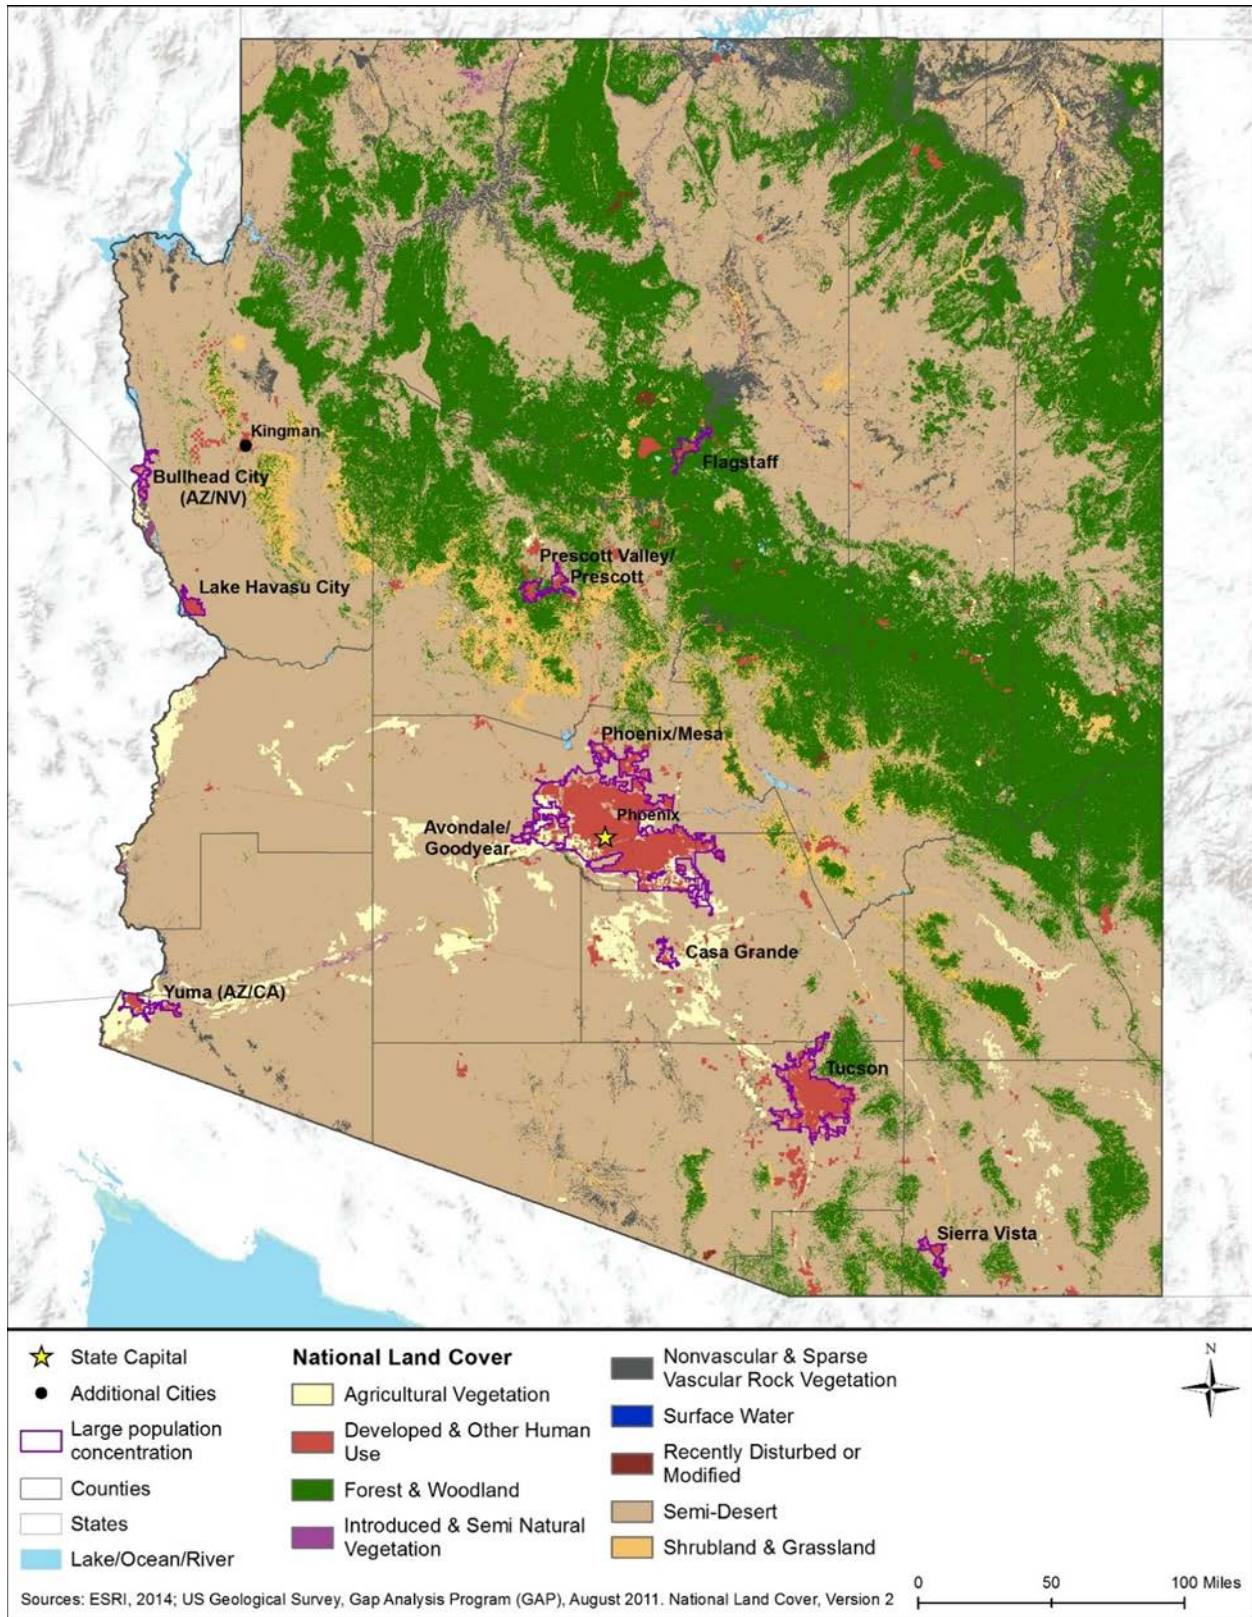 Kingman
Bullhead City
(AZ/NV)
Flagstaff
Prescott Valley/
Prescott
Lake Havasu City
Phoenix/Mesa
Phoenix
Avondale/
Goodyear
Casa Grande
Yuma (AZ/CA)
Tucson
Sierra Vista
State Capital
Additional Cities
Large population
concentration
Counties
States
Lake/Ocean/River
National Land Cover
Agricultural Vegetation
Developed & Other Human
Use
Forest & Woodland
Introduced & Semi Natural
Vegetation
Nonvascular & Sparse
Vascular Rock Vegetation
Surface Water
Recently Disturbed or
Modified
Semi-Desert
Shrubland & Grassland
N
0 50 100 Miles
Sources: ESRI, 2014; US Geological Survey, Gap Analysis Program (GAP), August 2011. National Land Cover, Version 2